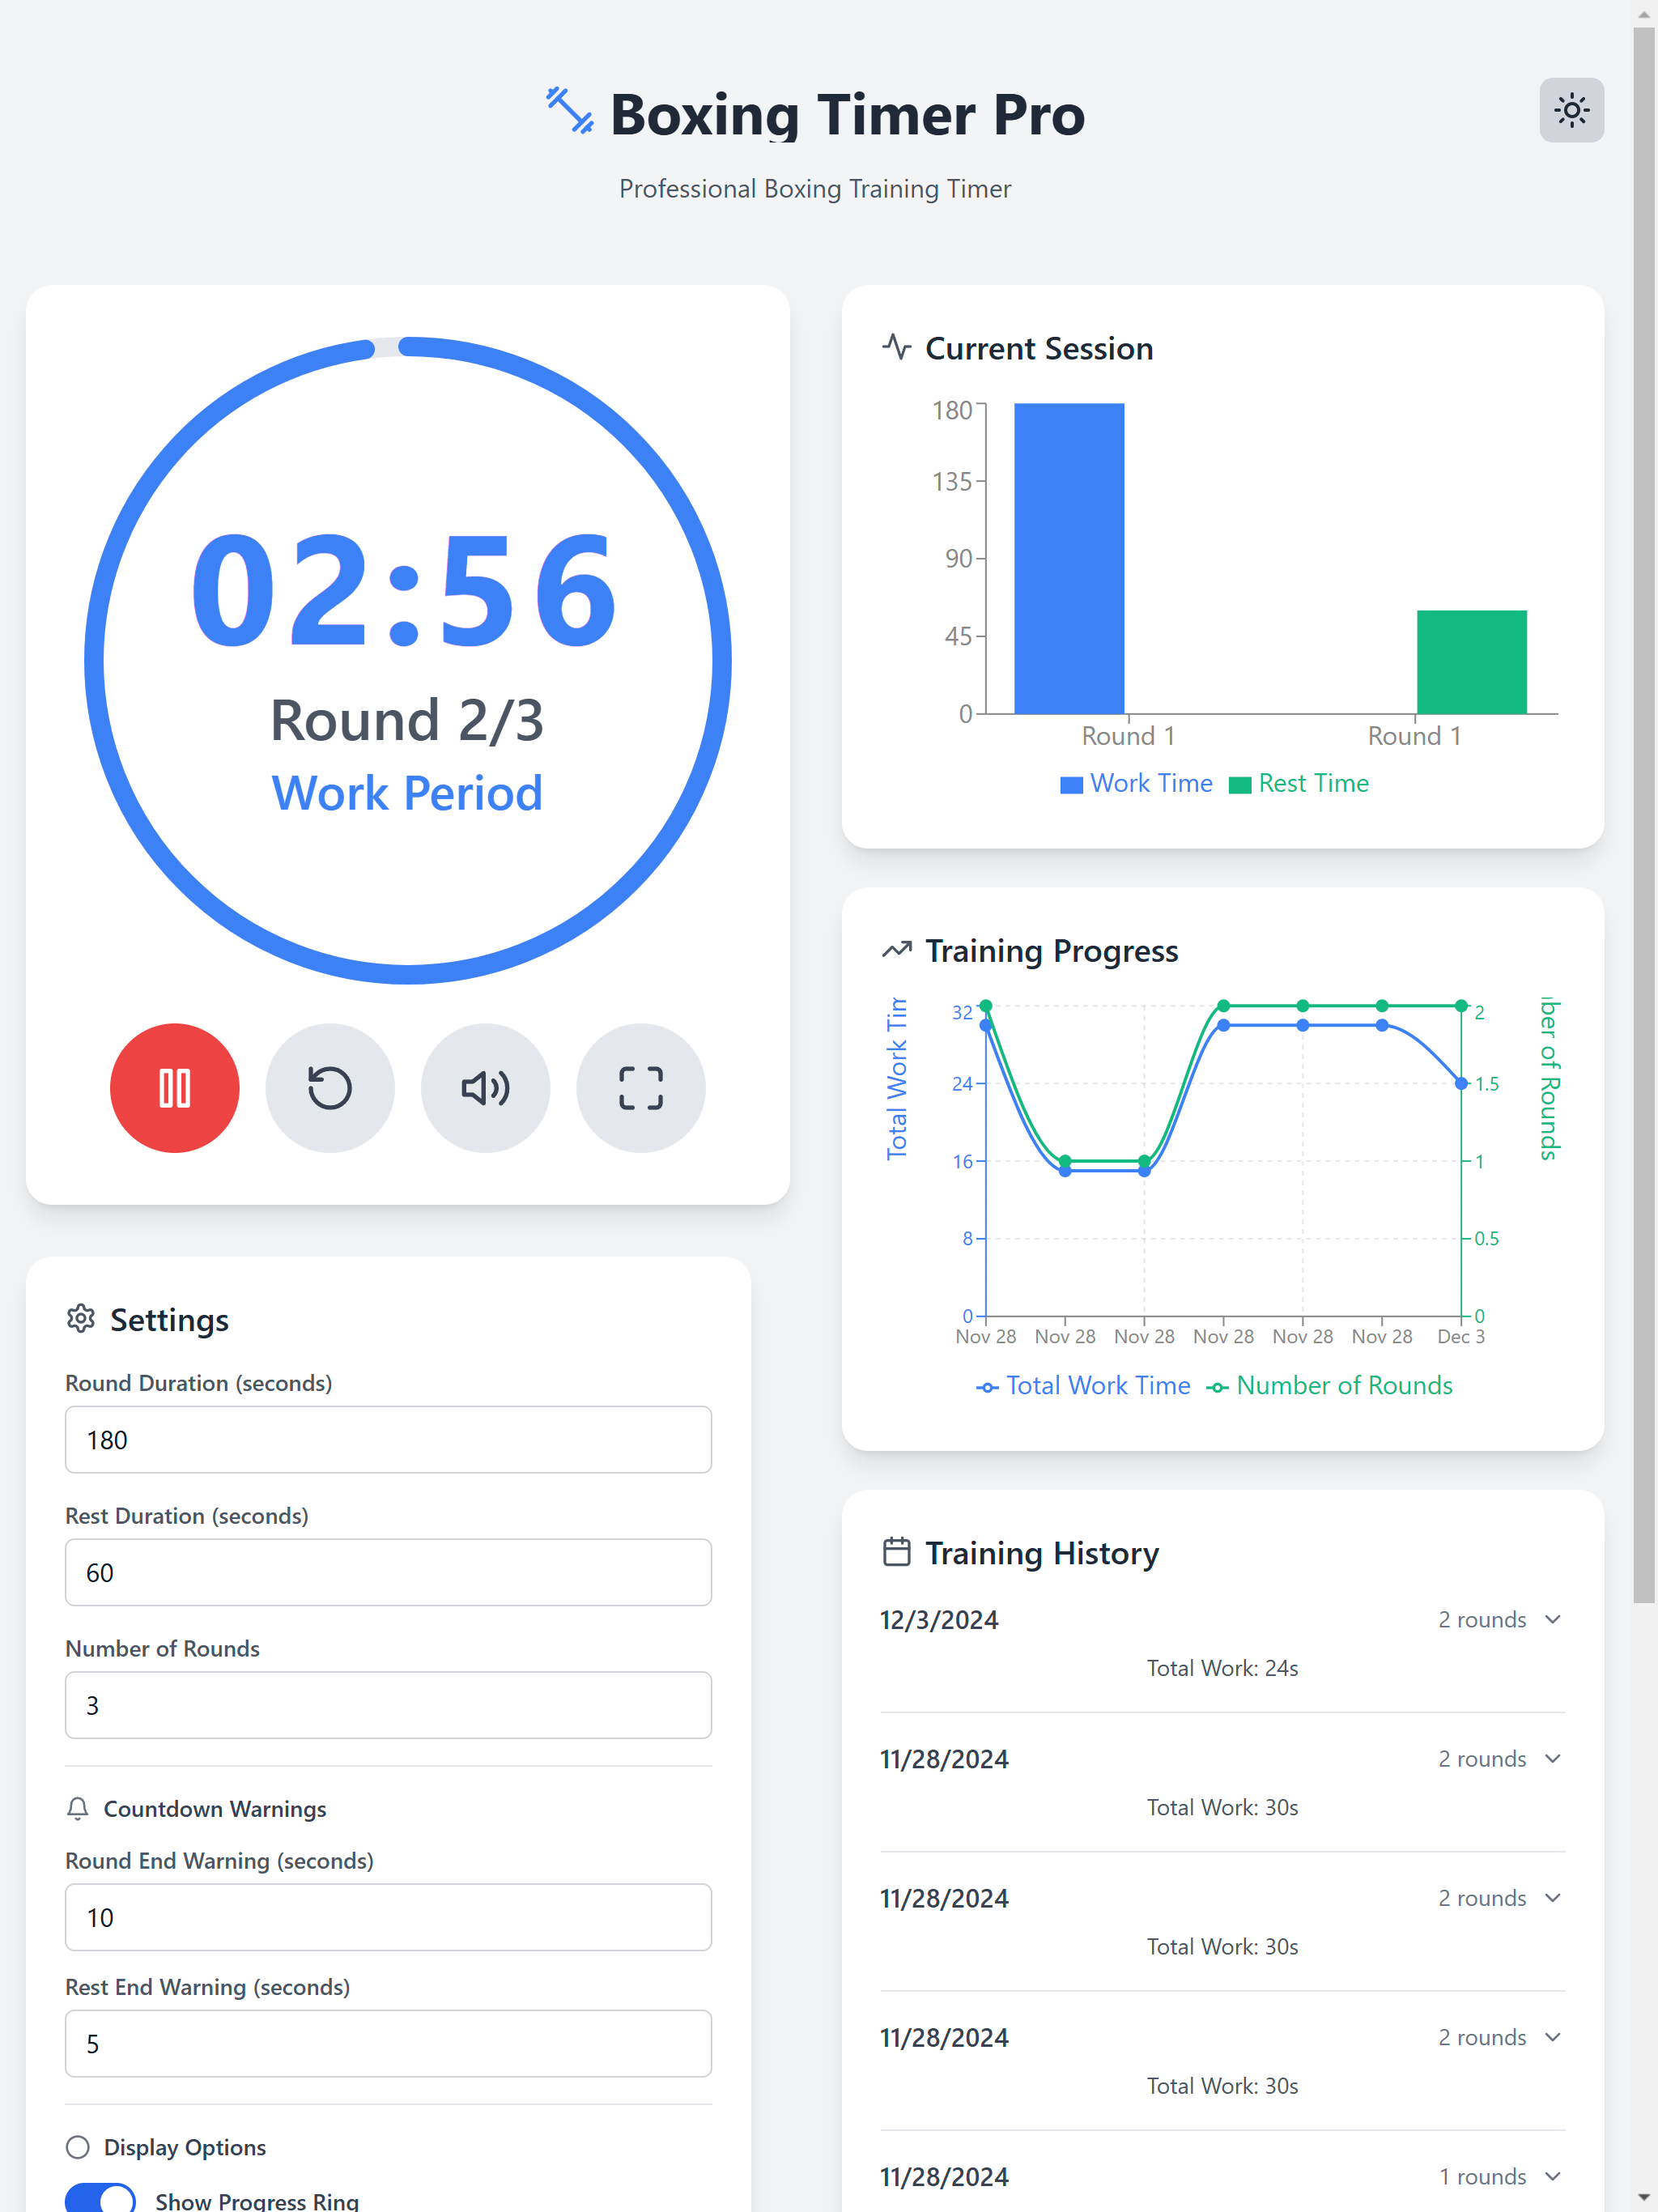 Boxing Timer Pro
Professional Boxing Training Timer
02:56
Round 2/3
Work Period
Settings
Round Duration (seconds)
180
Rest Duration (seconds)
60
Number of Rounds
3
Countdown Warnings
Round End Warning (seconds)
10
Rest End Warning (seconds)
5
Display Options
Show Progress Ring
Current Session
180
135
90
45
0
Round 1 Round 1
Work Time Rest Time
Training Progress
Total Work Tim
ber of Rounds
32 2
24 1.5
16 1
8 0.5
0 0
Nov 28 Nov 28 Nov 28 Nov 28 Nov 28 Nov 28 Dec 3
Total Work Time Number of Rounds
Training History
12/3/2024 2 rounds
Total Work: 24s
11/28/2024 2 rounds
Total Work: 30s
11/28/2024 2 rounds
Total Work: 30s
11/28/2024 2 rounds
Total Work: 30s
11/28/2024 1 rounds